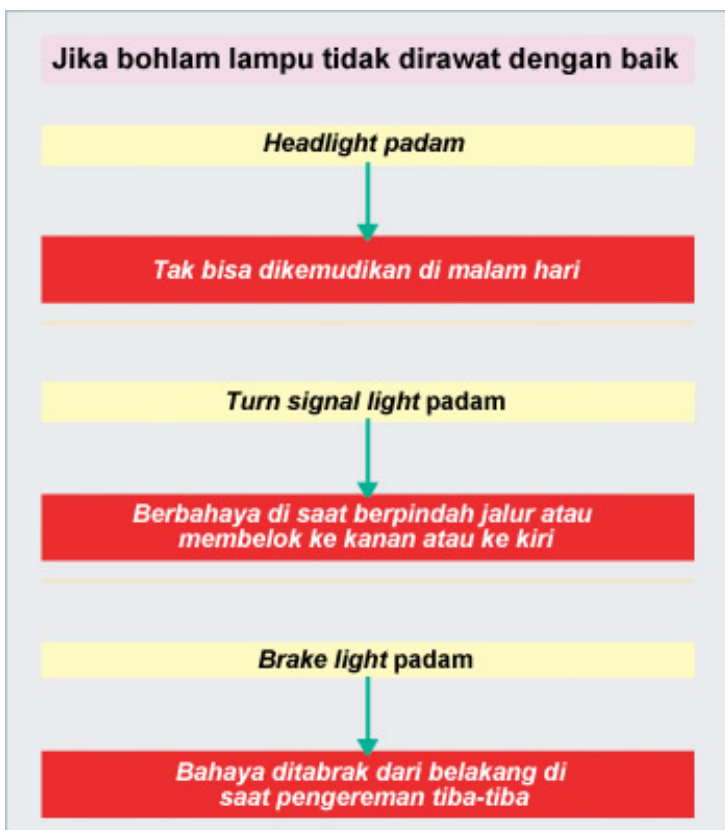 Jika bohlam lampu tidak dirawat dengan baik
Headlight padam
Tak bisa dikemudikan di malam hari
Turn signal light padam
Berbahaya di saat berpindah jalur atau
membelok ke kanan atau ke kiri
Brake light padam
Bahaya ditabrak dari belakang di
saat pengereman tiba-tiba